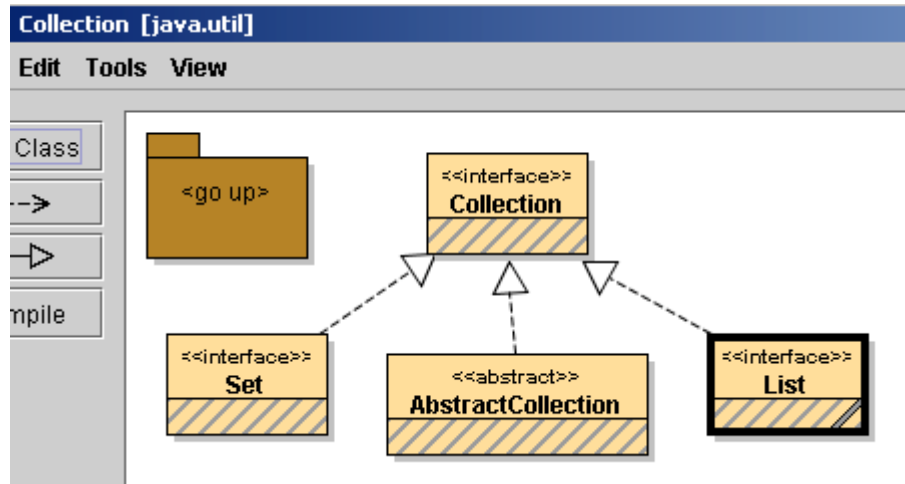 Collection [java.util]
Edit Tools View
Class
<go up>
<<interface>>
Collection
mpile
<<interface>>
Set
<<abstract>>
AbstractCollection
<<interface>>
List